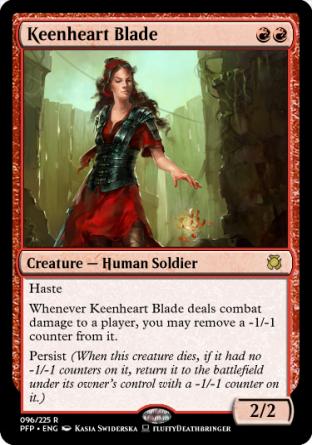 Keenheart Blade
Creature — Human Soldier
Haste
Whenever Keenheart Blade deals combat
damage to a player, you may remove a -1/-1
counter from it.
Persist (When this creature dies, if it had no
-1/-1 counters on it, return it to the battlefield
under its owner's control with a -1/-1 counter on
it.)
2/2
096/225 R
PFP • ENG Kasia Swiderska fluffyDeathbringer